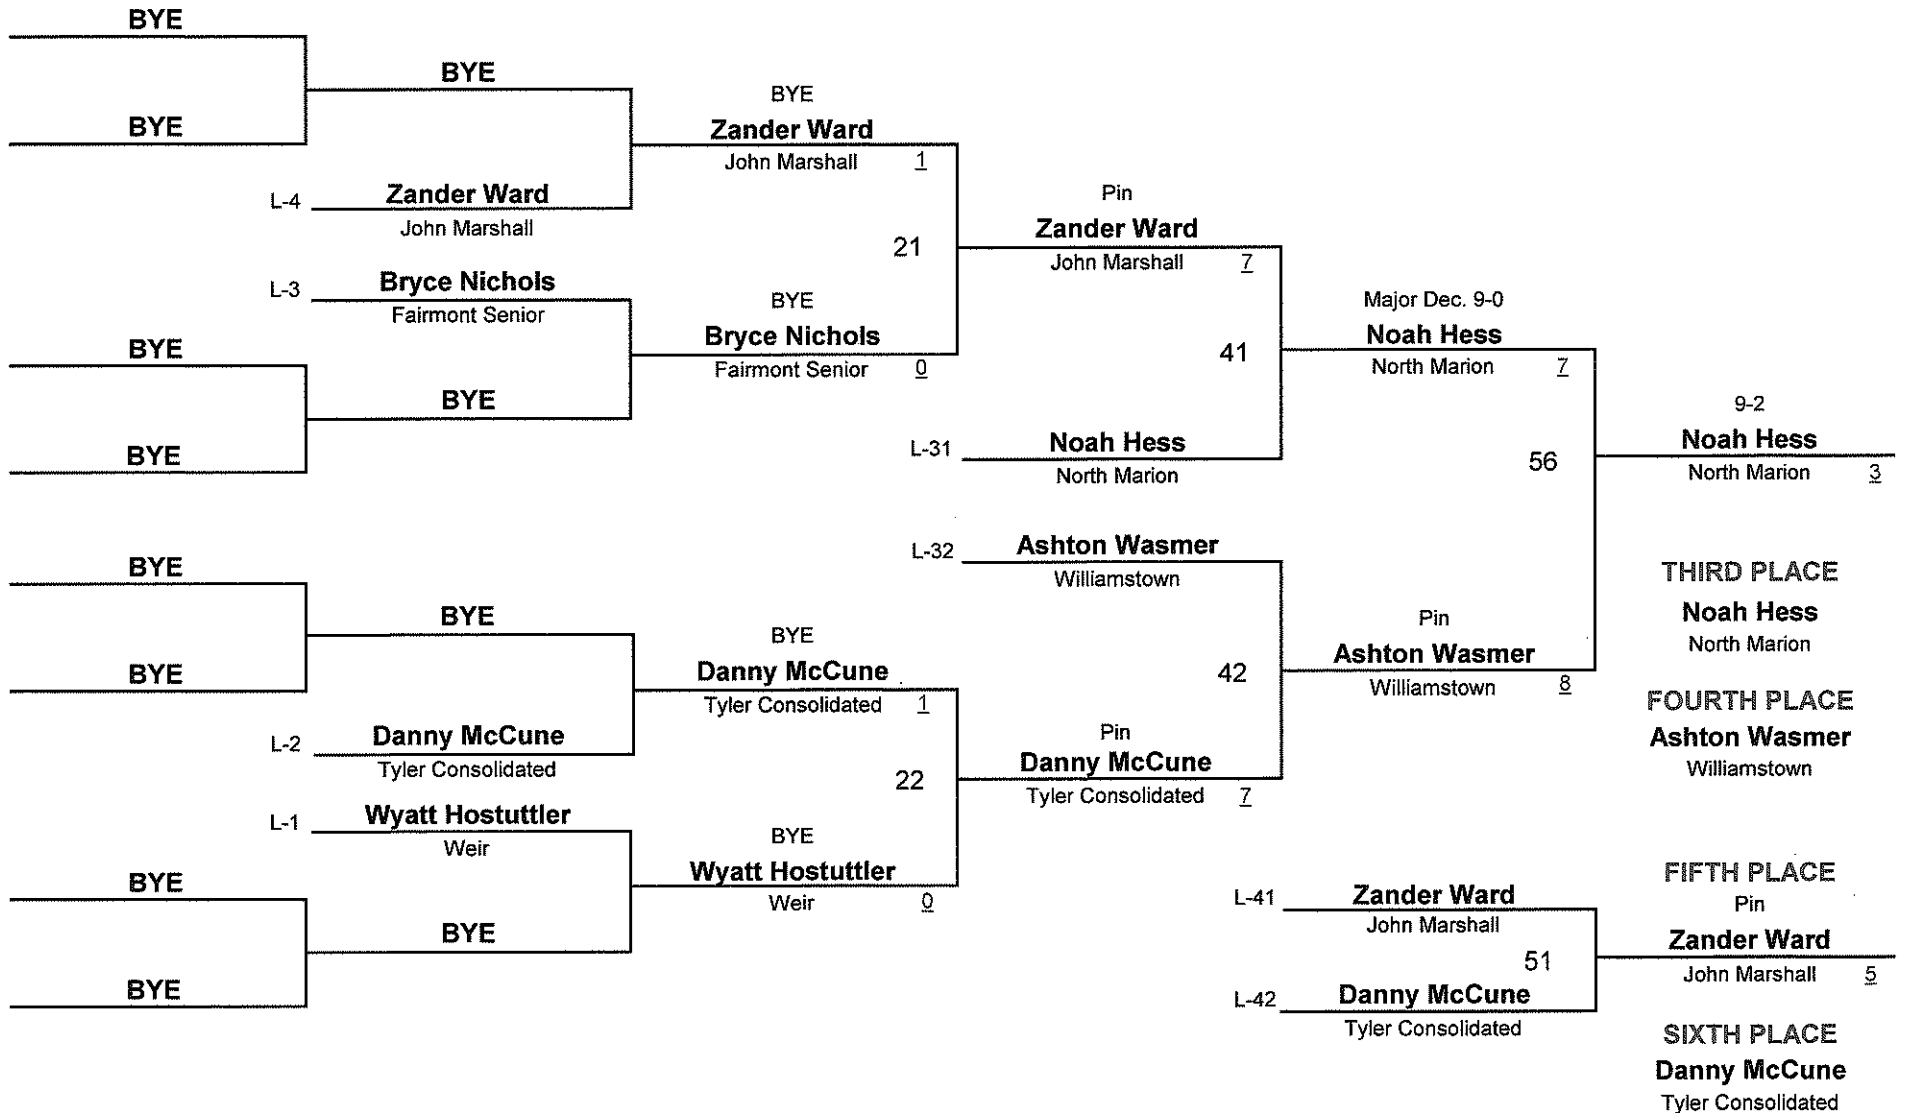 BYE
BYE
BYE
L-4
Zander Ward
John Marshall
BYE
Zander Ward
John Marshall 1
L-3
Bryce Nichols
Fairmont Senior
BYE
BYE
BYE
BYE
Bryce Nichols
Fairmont Senior 0
21
Pin
Zander Ward
John Marshall 7
L-31
Noah Hess
North Marion
41
Major Dec. 9-0
Noah Hess
North Marion 7
BYE
BYE
BYE
L-2
Danny McCune
Tyler Consolidated
BYE
Danny McCune
Tyler Consolidated 1
L-1
Wyatt Hostuttler
Weir
BYE
BYE
BYE
BYE
Wyatt Hostuttler
Weir 0
22
Pin
Danny McCune
Tyler Consolidated 7
L-32
Ashton Wasmer
Williamstown
42
Pin
Ashton Wasmer
Williamstown 8
56
9-2
Noah Hess
North Marion 3
THIRD PLACE
Noah Hess
North Marion
FOURTH PLACE
Ashton Wasmer
Williamstown
L-41
Zander Ward
John Marshall
51
L-42
Danny McCune
Tyler Consolidated
FIFTH PLACE
Pin
Zander Ward
John Marshall 5
SIXTH PLACE
Danny McCune
Tyler Consolidated